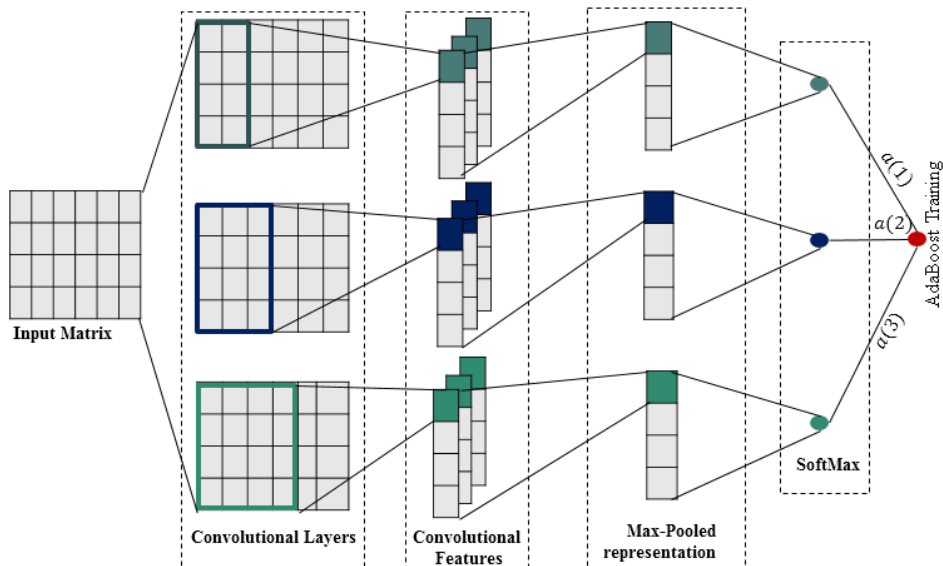 Input Matrix
Convolutional Layers
Convolutional
Features
Max-Pooled
representation
SoftMax
a(1)
a(2)
a(3)
AdaBoost Training